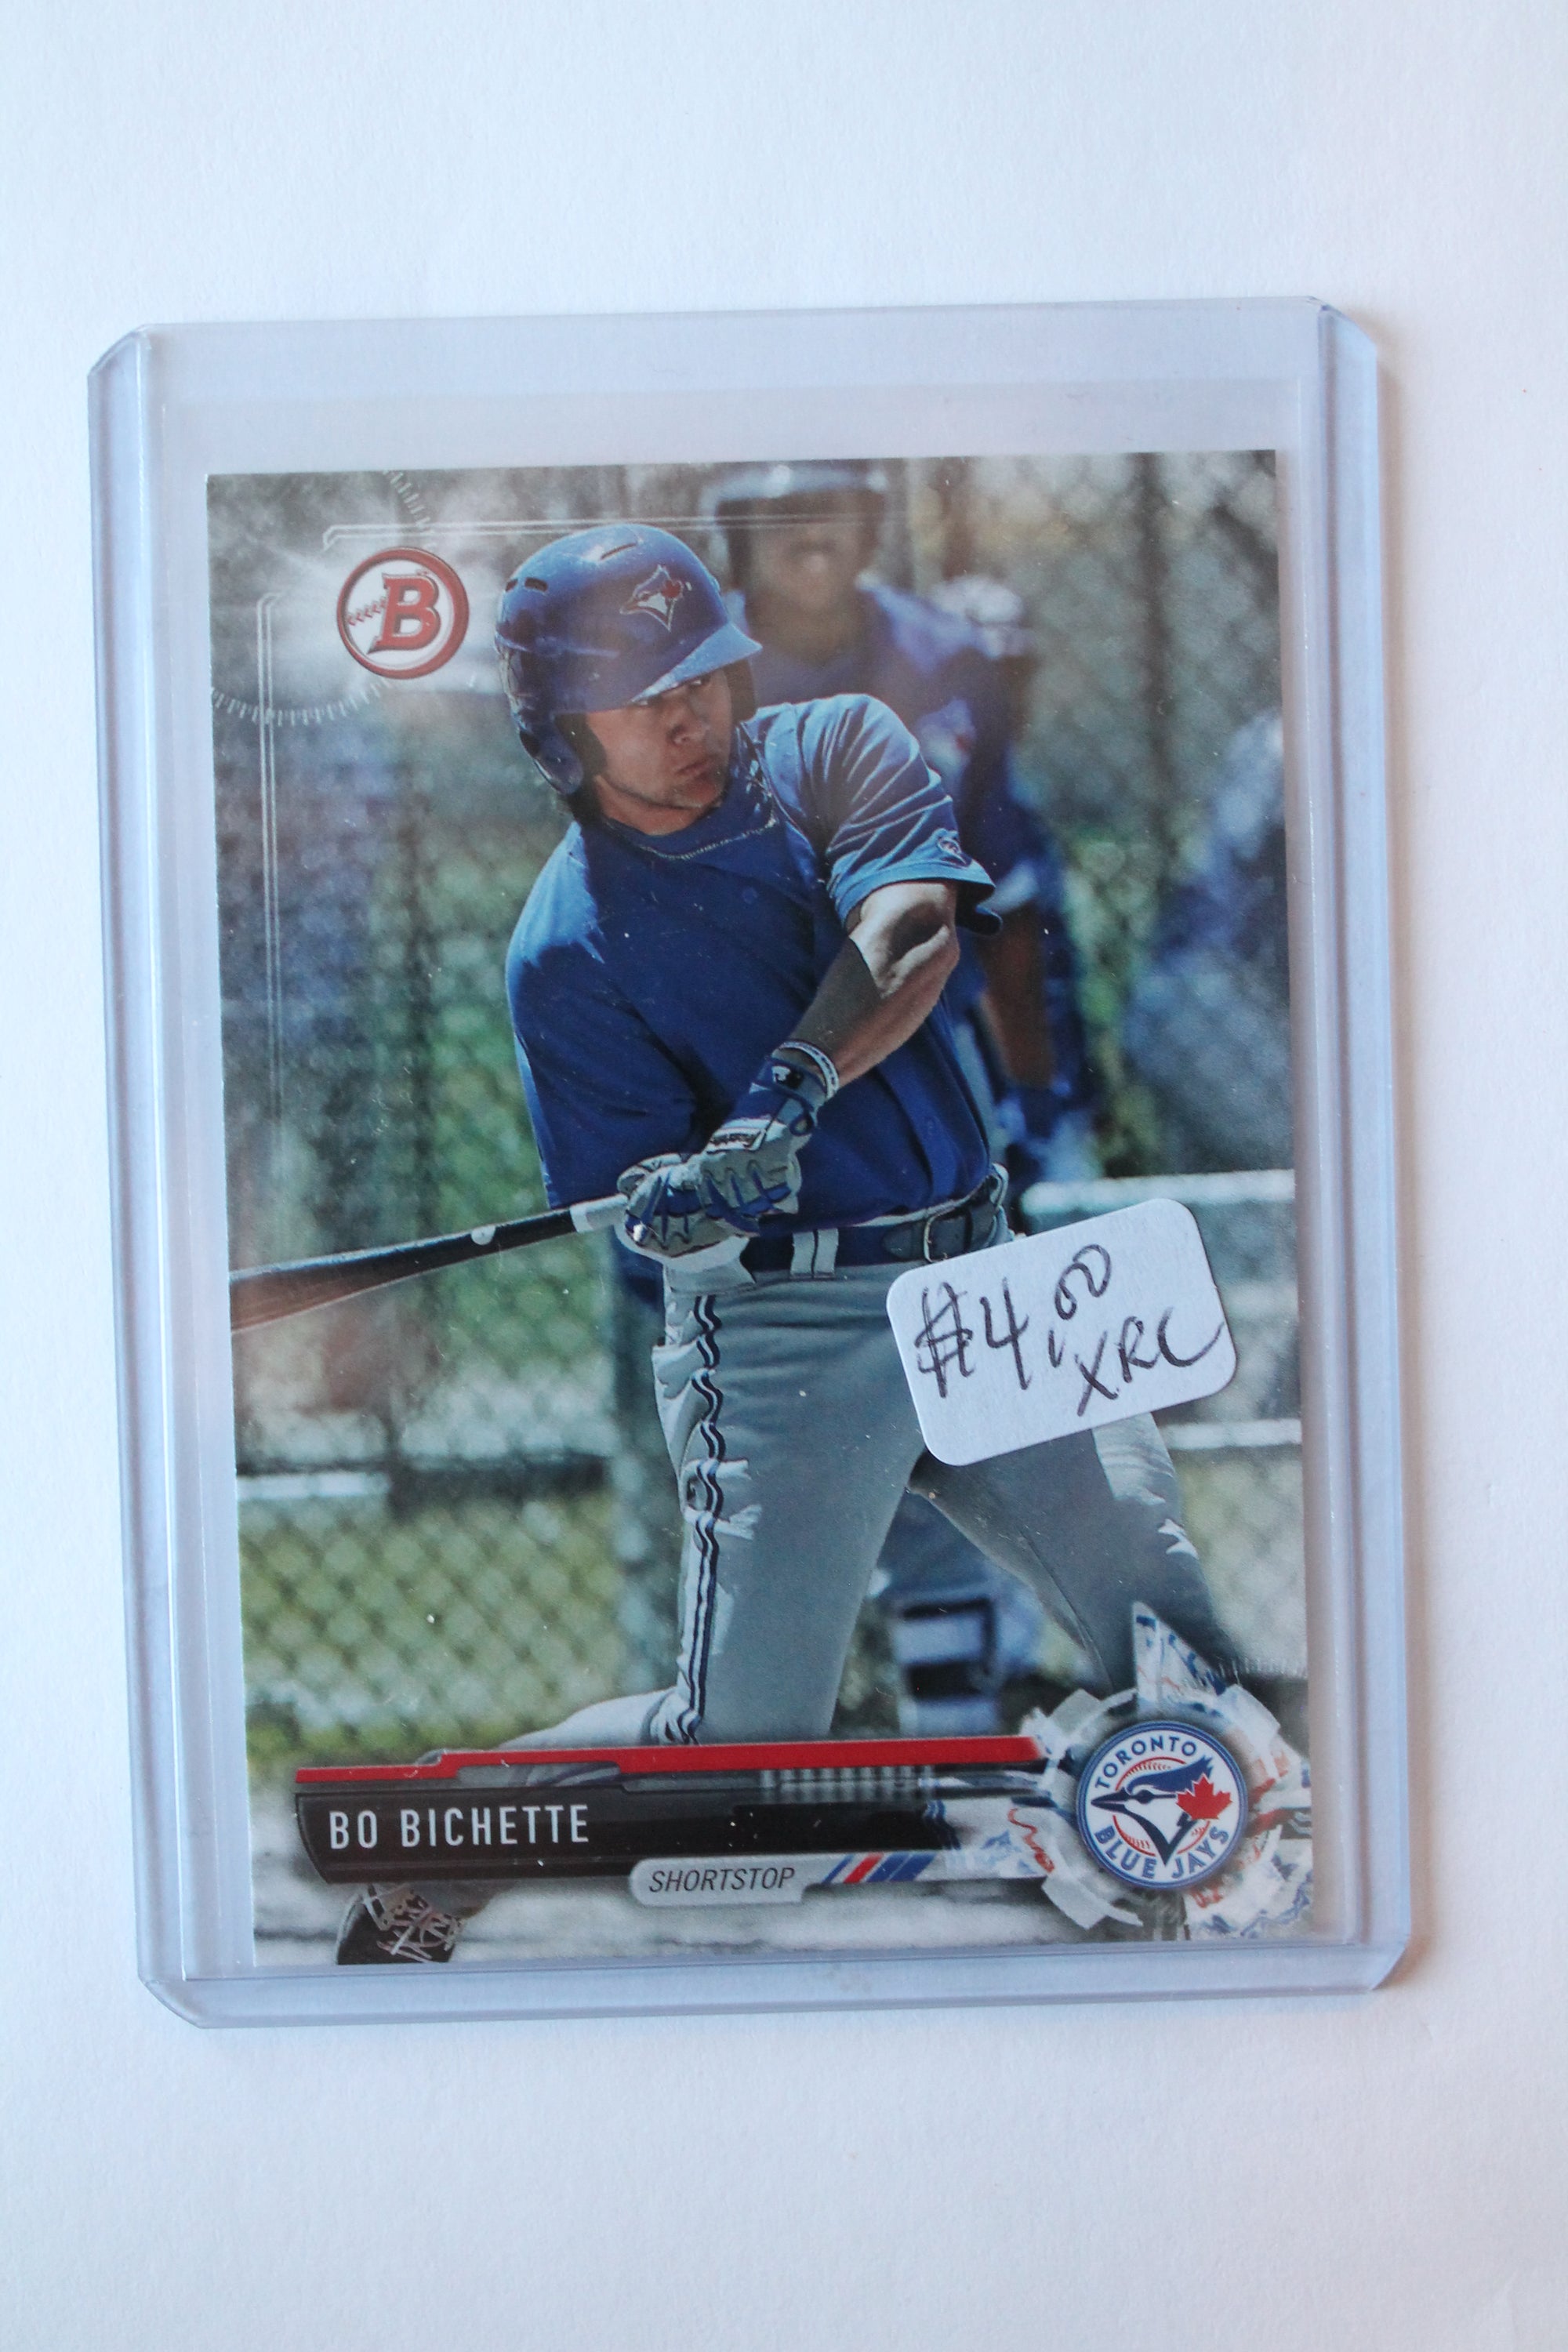 B
$4.00
XRC
BO BICHETTE
SHORTSTOP
TORONTO
BLUE JAYS